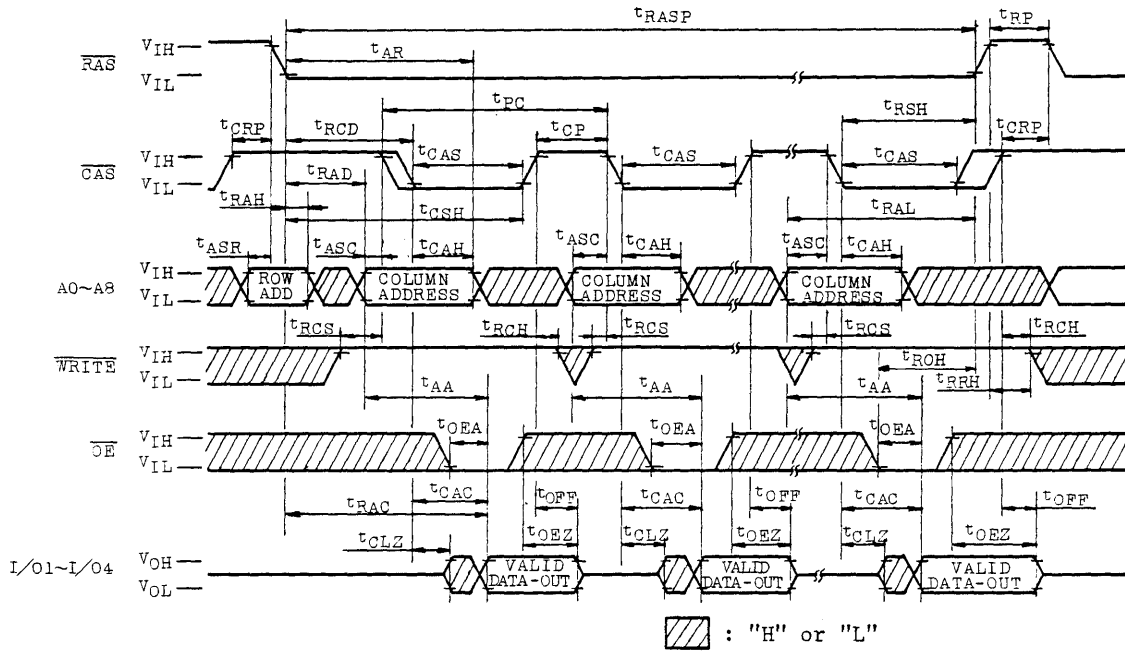 tRASP
tRP
VIH
RAS
VIL
tAR
tPC
tRSH
tCRP
tRCD
tCP
tCRP
VIH
CAS
VIL
tCAS
tCAS
tCAS
tRAD
tRAH
tCSH
tRAL
tASR
tASC
tCAH
tASC
tCAH
tASC
tCAH
VIH
A0~A8
VIL
ROW
ADD
COLUMN
ADDRESS
COLUMN
ADDRESS
COLUMN
ADDRESS
tRCS
tRCH
tRCS
tRCS
tRCH
VIH
WRITE
VIL
tROH
tRRH
tAA
tAA
tAA
VIH
OE
VIL
tOEA
tOEA
tOEA
tCAC
tOFF
tCAC
tOFF
tCAC
tOFF
tRAC
tCLZ
tOEZ
tCLZ
tOEZ
tCLZ
tOEZ
VOH
I/O1~I/O4
VOL
VALID
DATA-OUT
VALID
DATA-OUT
VALID
DATA-OUT
: "H" or "L"